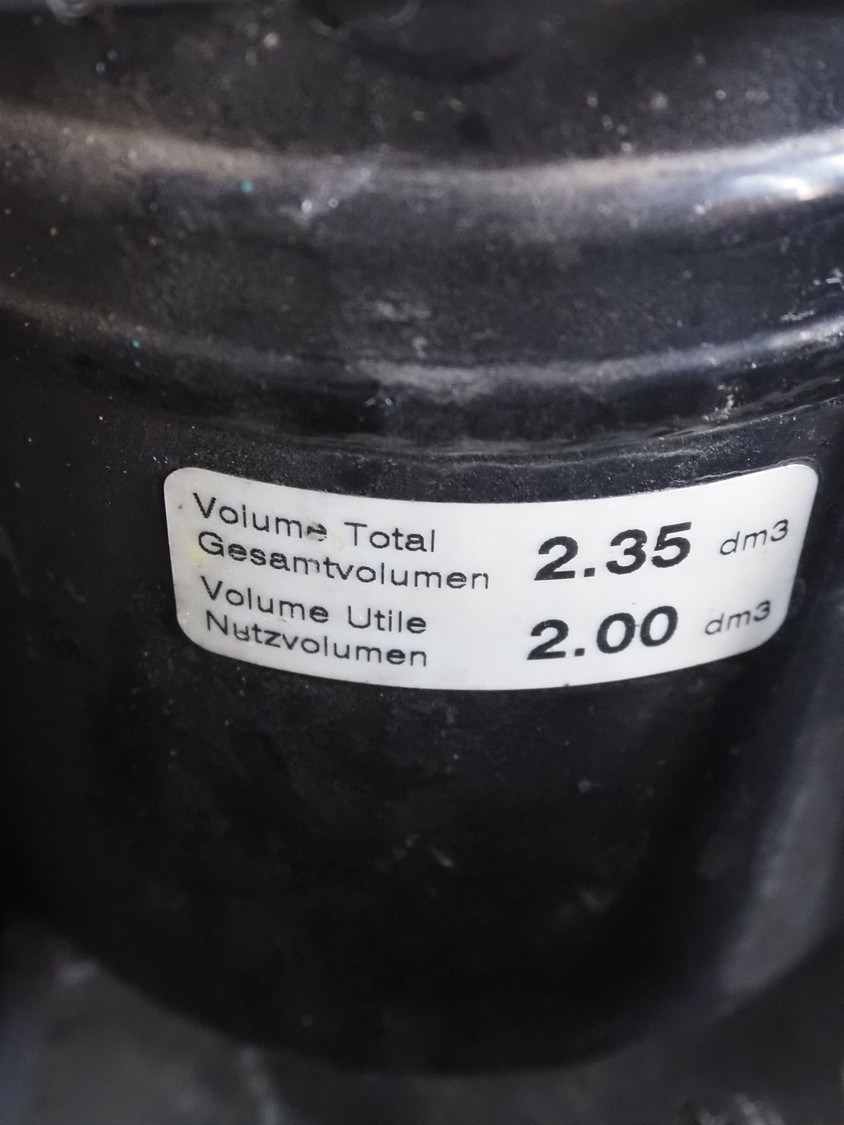 Volume Total 2.35 dm3
Gesamtvolumen
Volume Utile 2.00 dm3
Nutzvolumen